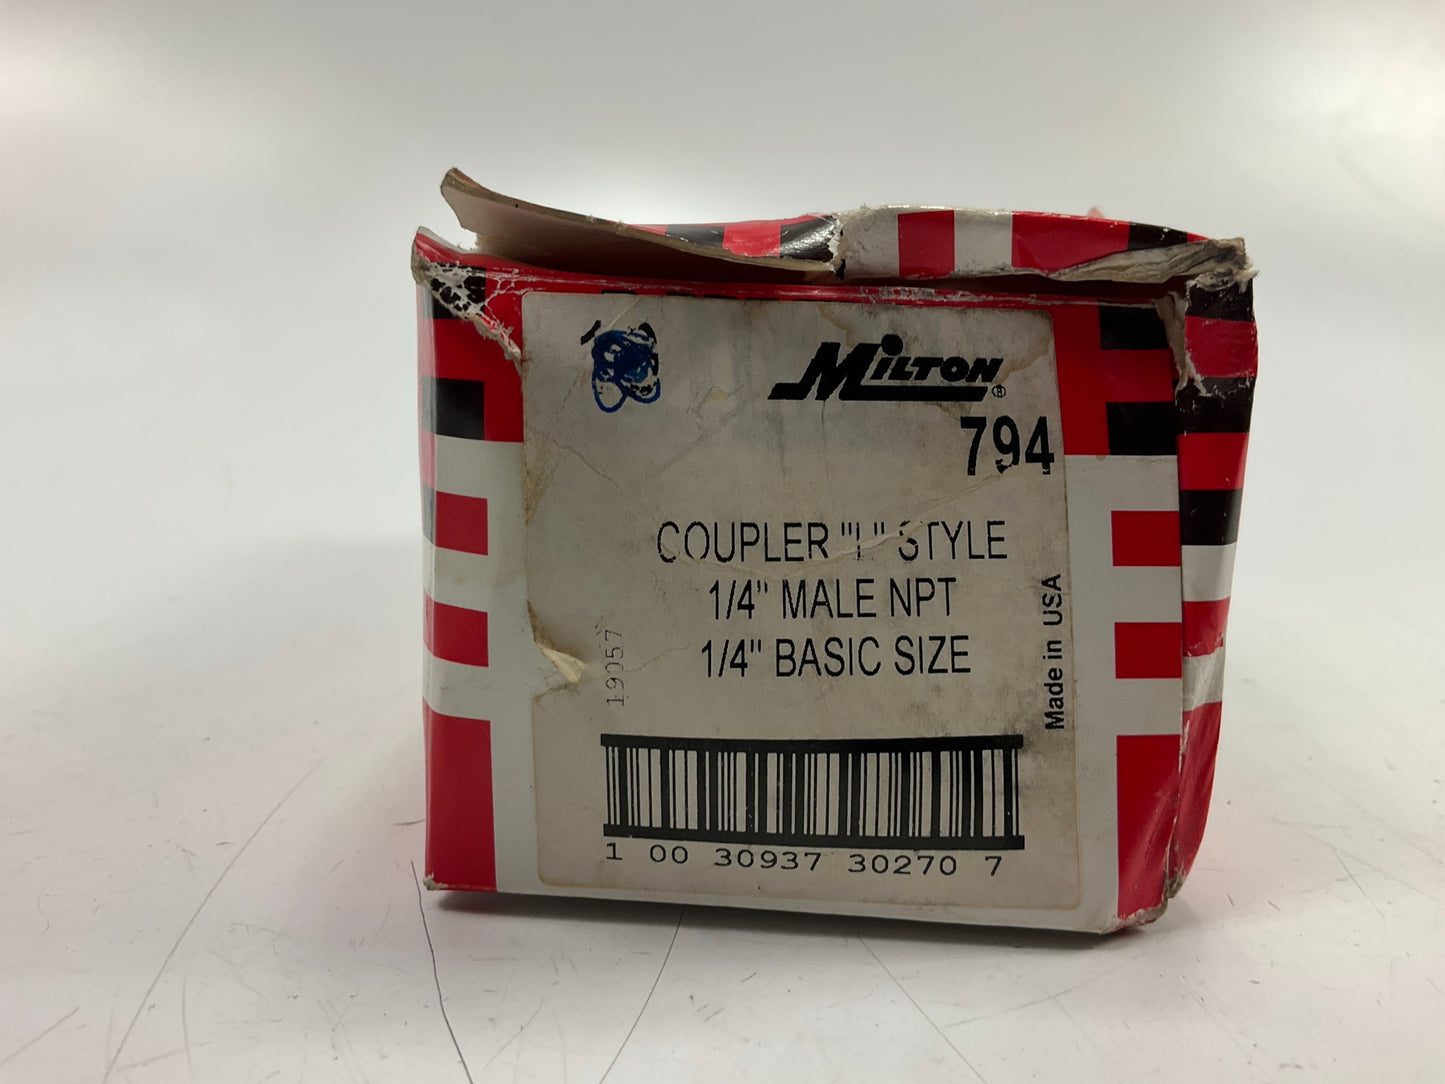 MILTON®
794
COUPLER "L" STYLE
1/4" MALE NPT
1/4" BASIC SIZE
Made in USA
19057
1 00 30937 30270 7